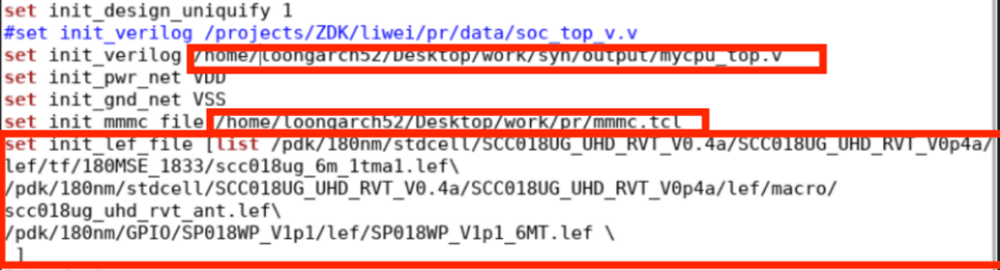 set init_design_uniquify 1
#set init_verilog /projects/ZDK/liwei/pr/data/soc_top_v.v
set init_verilog /home/loongarch52/Desktop/work/syn/output/mycpu_top.v
set init_pwr_net VDD
set init_gnd_net VSS
set init_mmmc_file /home/loongarch52/Desktop/work/pr/mmmc.tcl
set init_lef_file [list /pdk/180nm/stdcell/SCC018UG_UHD_RVT_V0.4a/SCC018UG_UHD_RVT_V0p4a/
lef/tf/180MSE_1833/scc018ug_6m_1tma1.lef\
/pdk/180nm/stdcell/SCC018UG_UHD_RVT_V0.4a/SCC018UG_UHD_RVT_V0p4a/lef/macro/
scc018ug_uhd_rvt_ant.lef\
/pdk/180nm/GPIO/SP018WP_V1p1/lef/SP018WP_V1p1_6MT.lef \
]